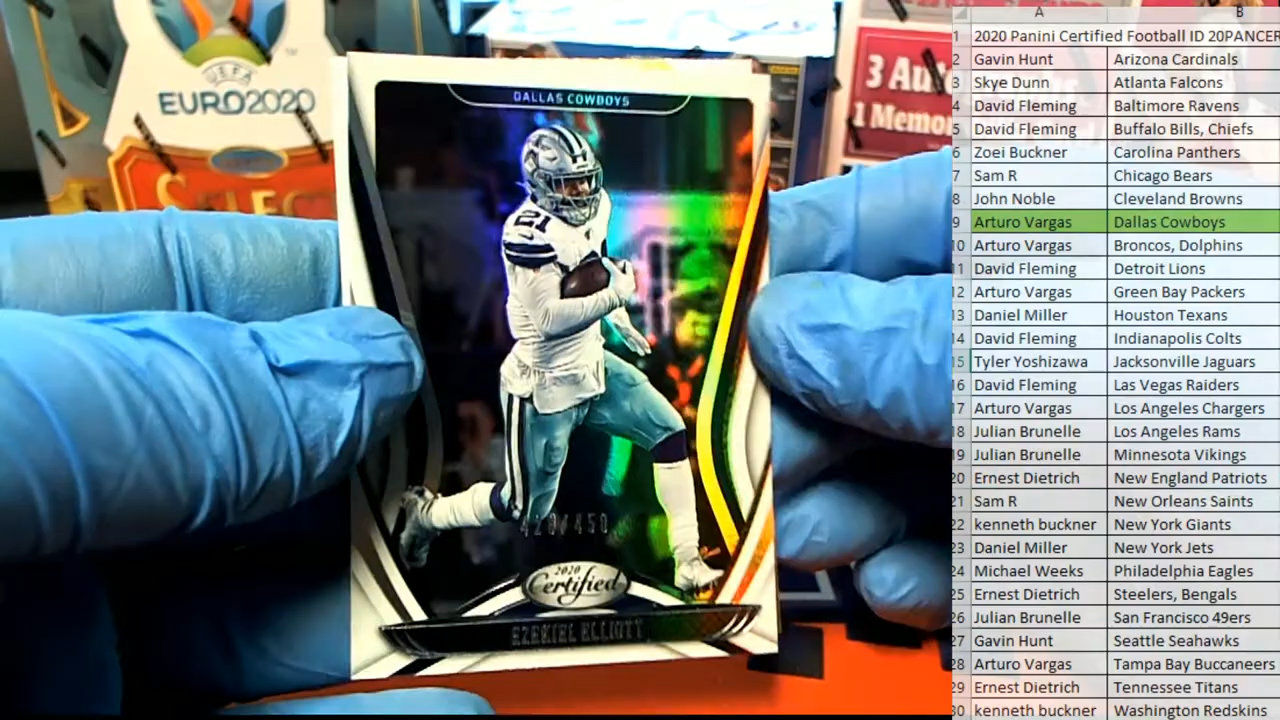 UEFA
EURO2020
SELEC
3 Aut
1 Memor
DALLAS COWBOYS
21
/450
2020
Certified
EZEKIEL ELLIOTT
A B
1 2020 Panini Certified Football ID 20PANCER
2 Gavin Hunt Arizona Cardinals
3 Skye Dunn Atlanta Falcons
4 David Fleming Baltimore Ravens
5 David Fleming Buffalo Bills, Chiefs
6 Zoei Buckner Carolina Panthers
7 Sam R Chicago Bears
8 John Noble Cleveland Browns
9 Arturo Vargas Dallas Cowboys
10 Arturo Vargas Broncos, Dolphins
11 David Fleming Detroit Lions
12 Arturo Vargas Green Bay Packers
13 Daniel Miller Houston Texans
14 David Fleming Indianapolis Colts
15 Tyler Yoshizawa Jacksonville Jaguars
16 David Fleming Las Vegas Raiders
17 Arturo Vargas Los Angeles Chargers
18 Julian Brunelle Los Angeles Rams
19 Julian Brunelle Minnesota Vikings
20 Ernest Dietrich New England Patriots
21 Sam R New Orleans Saints
22 kenneth buckner New York Giants
23 Daniel Miller New York Jets
24 Michael Weeks Philadelphia Eagles
25 Ernest Dietrich Steelers, Bengals
26 Julian Brunelle San Francisco 49ers
27 Gavin Hunt Seattle Seahawks
28 Arturo Vargas Tampa Bay Buccaneers
29 Ernest Dietrich Tennessee Titans
30 kenneth buckner Washington Redskins